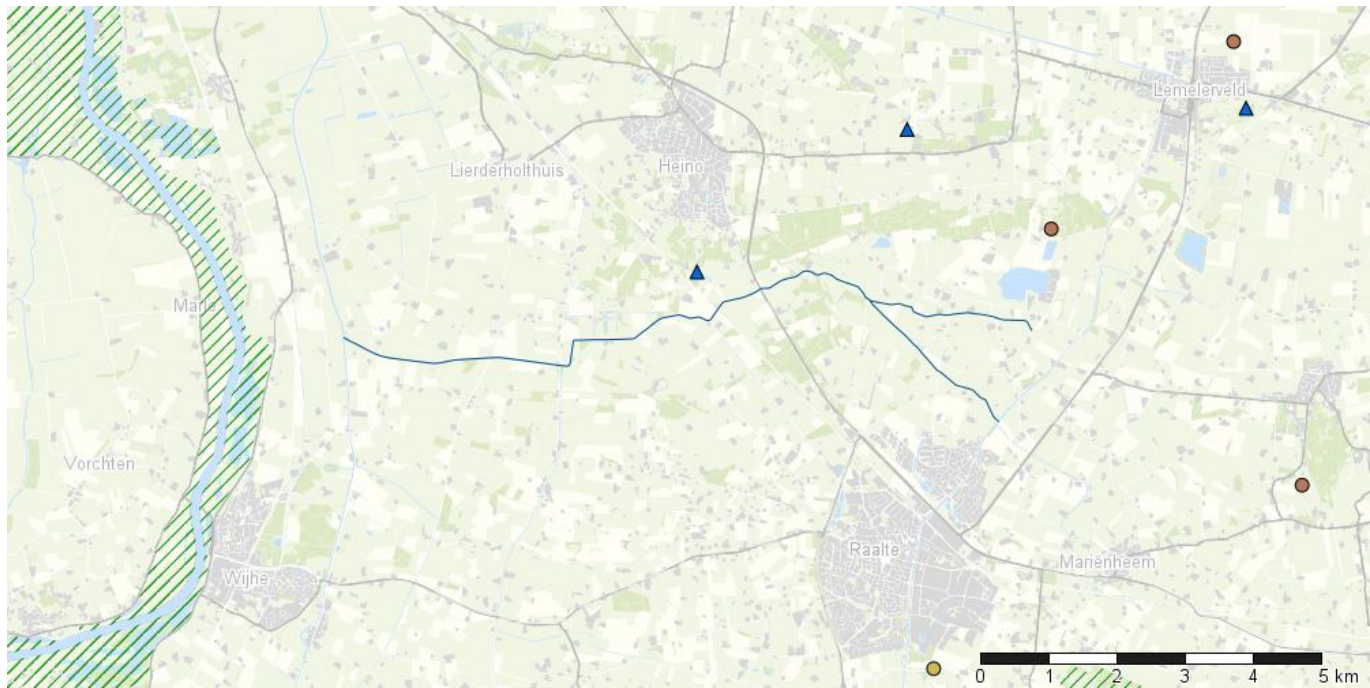 Lemelerveld
Lierderholthuis
Heino
Marle
Vorchten
Raalte
Mariënheem
Wijhe
0 1 2 3 4 5 km